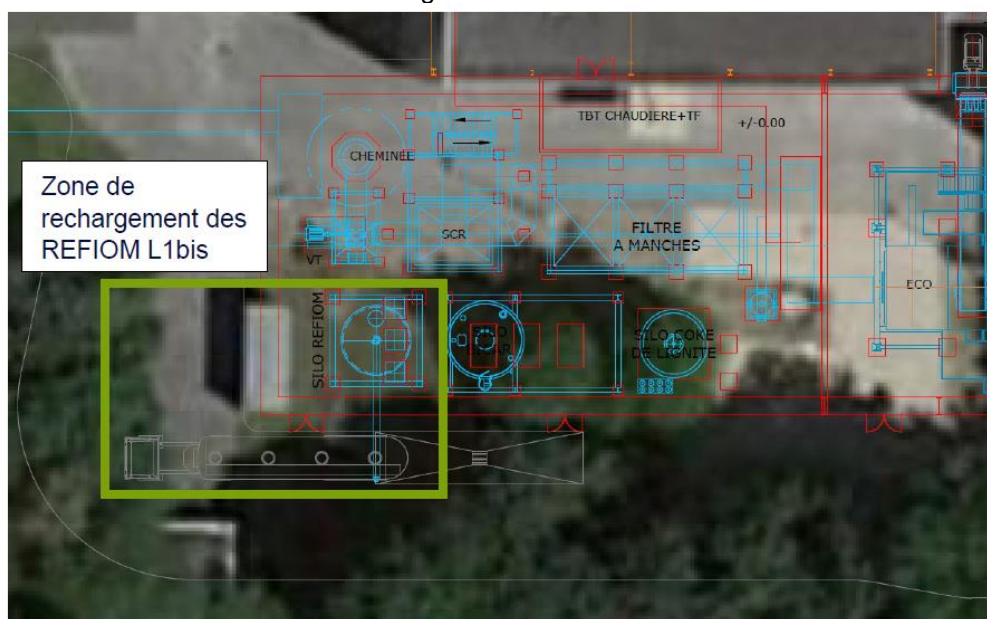 TBT CHAUDIERE+TF
+/-0.00
CHEMINEE
Zone de
rechargement des
REFIOM L1bis
SCR
FILTRE
A MANCHES
VT
ECO
SILO REFIOM
SILO COKE
DE LIGNITE